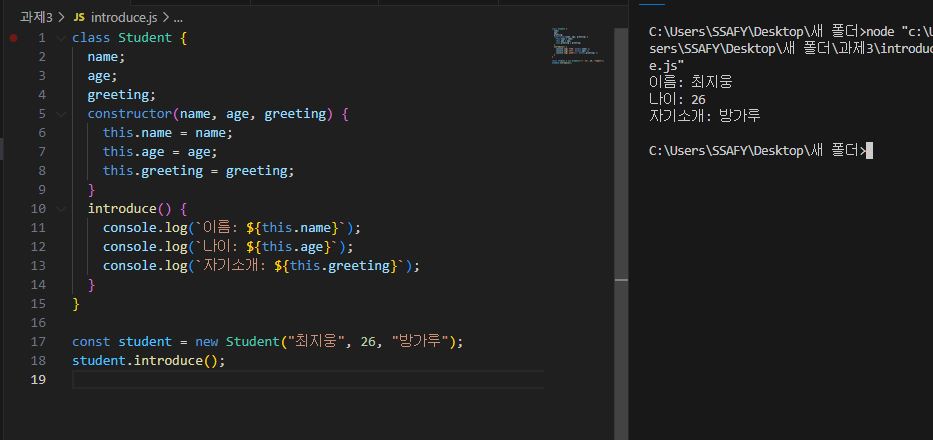 과제3 > JS introduce.js > ...
1 class Student {
2 name;
3 age;
4 greeting;
5 constructor(name, age, greeting) {
6 this.name = name;
7 this.age = age;
8 this.greeting = greeting;
9 }
10 introduce() {
11 console.log(`이름: ${this.name}`);
12 console.log(`나이: ${this.age}`);
13 console.log(`자기소개: ${this.greeting}`);
14 }
15 }
16
17 const student = new Student("최지웅", 26, "방가루");
18 student.introduce();
19
C:\Users\SSAFY\Desktop\새 폴더>node "c:\U
sers\SSAFY\Desktop\새 폴더\과제3\introduc
e.js"
이름: 최지웅
나이: 26
자기소개: 방가루
C:\Users\SSAFY\Desktop\새 폴더>